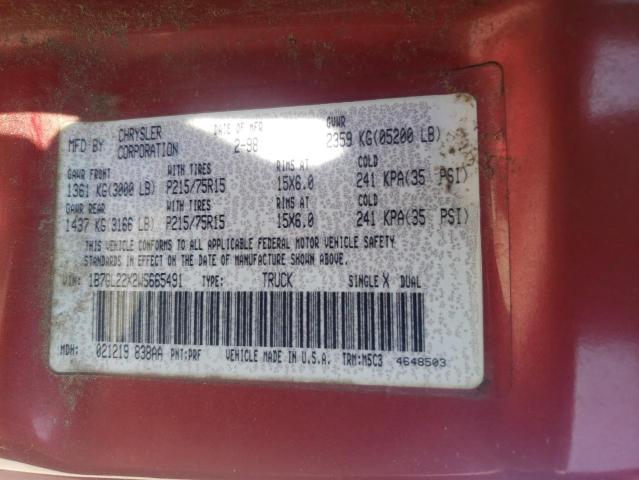 MFD BY CHRYSLER CORPORATION DATE OF MFR 2-98 GVWR 2359 KG(05200 LB)
GAWR FRONT WITH TIRES RIMS AT COLD
1361 KG(3000 LB) P215/75R15 15X6.0 241 KPA(35 PSI)
GAWR REAR WITH TIRES RIMS AT COLD
1437 KG(3166 LB) P215/75R15 15X6.0 241 KPA(35 PSI)
THIS VEHICLE CONFORMS TO ALL APPLICABLE FEDERAL MOTOR VEHICLE SAFETY
STANDARDS IN EFFECT ON THE DATE OF MANUFACTURE SHOWN ABOVE.
VIN: 1B7GL22X2WS665491 TYPE: TRUCK SINGLE X DUAL
MDH: 021219 838AA PNT:PRF VEHICLE MADE IN U.S.A. TRM:M5C3 4648503